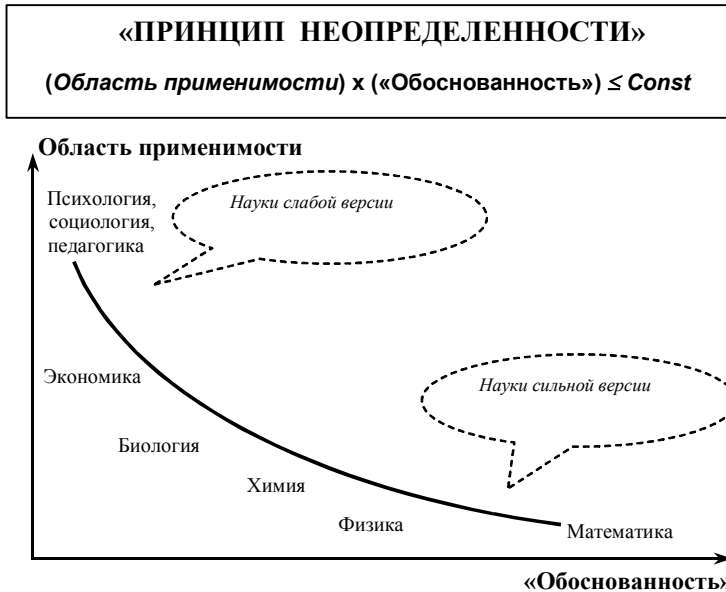 «ПРИНЦИП НЕОПРЕДЕЛЕННОСТИ»
(Область применимости) x («Обоснованность») ≤ Const
Область применимости
Психология,
социология,
педагогика
Науки слабой версии
Экономика
Науки сильной версии
Биология
Химия
Физика
Математика
«Обоснованность»